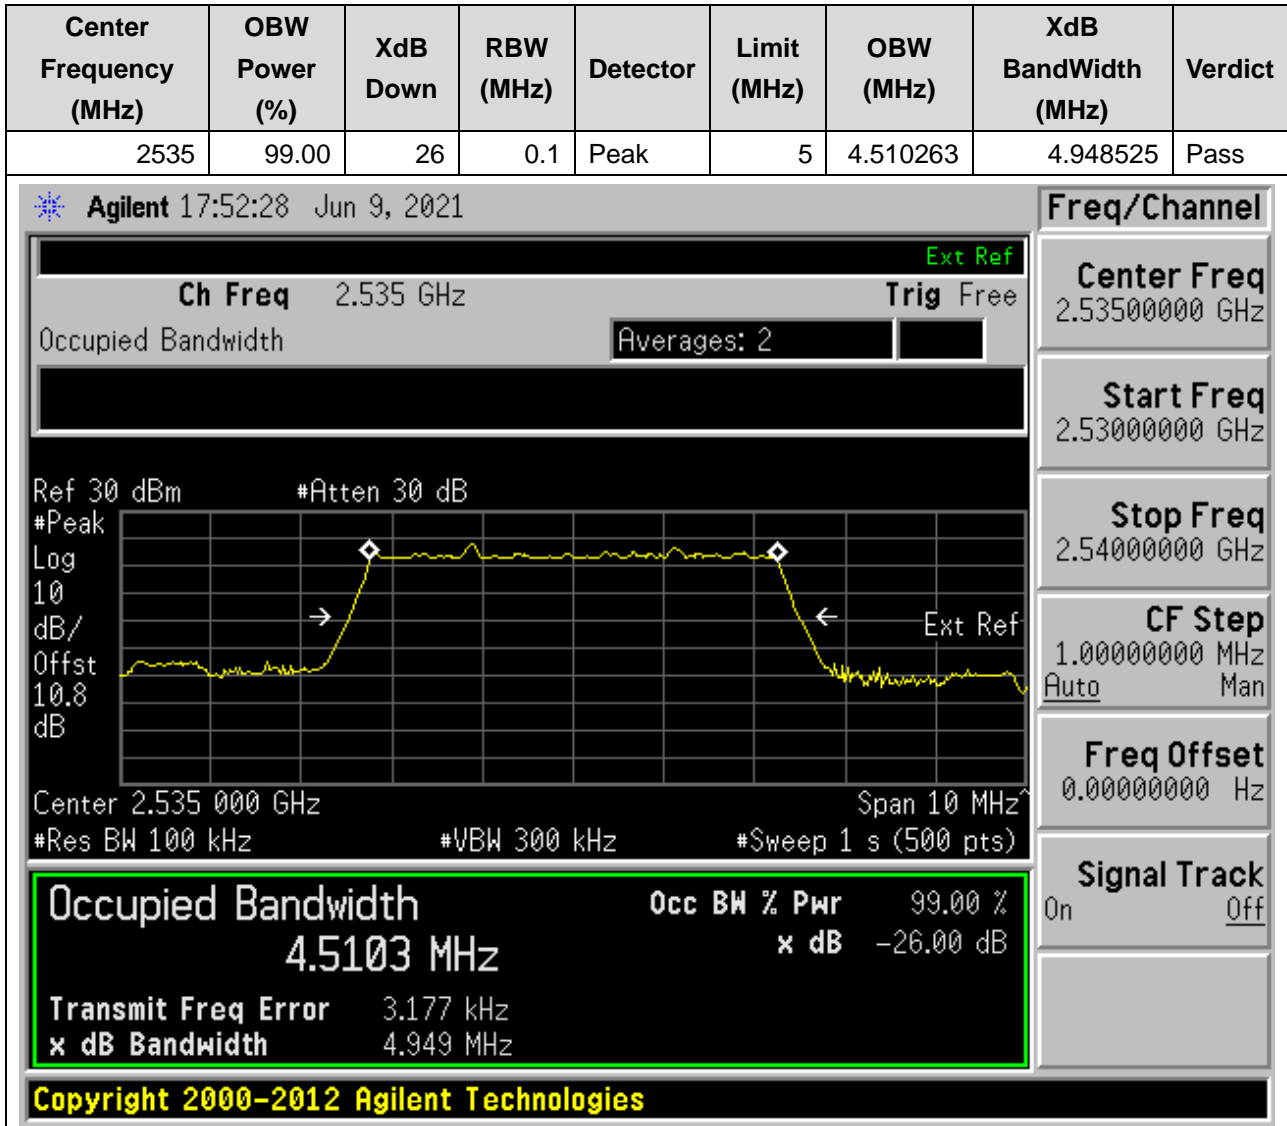 Center Frequency (MHz) OBW Power (%) XdB Down RBW (MHz) Detector Limit (MHz) OBW (MHz) XdB BandWidth (MHz) Verdict
2535 99.00 26 0.1 Peak 5 4.510263 4.948525 Pass
Agilent 17:52:28 Jun 9, 2021
Freq/Channel
Ext Ref
Ch Freq 2.535 GHz Trig Free
Occupied Bandwidth Averages: 2
Center Freq
2.53500000 GHz
Start Freq
2.53000000 GHz
Stop Freq
2.54000000 GHz
CF Step
1.00000000 MHz
Auto Man
Freq Offset
0.00000000 Hz
Signal Track
On Off
Ref 30 dBm #Atten 30 dB
#Peak
Log
10
dB/
Offst
10.8
dB
Ext Ref
Center 2.535 000 GHz Span 10 MHz^
#Res BW 100 kHz #VBW 300 kHz #Sweep 1 s (500 pts)
Occupied Bandwidth Occ BW % Pwr 99.00 %
4.5103 MHz x dB -26.00 dB
Transmit Freq Error 3.177 kHz
x dB Bandwidth 4.949 MHz
Copyright 2000-2012 Agilent Technologies